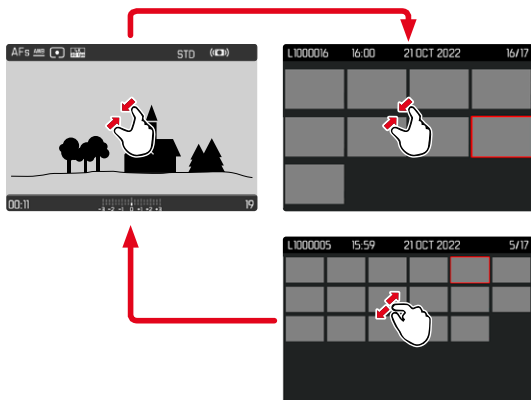 AFs AWB STD
L1000016 16:00 21 OCT 2022 16/17
00:11 -3 -2 -1 0 +1 +2 +3 19
L1000005 15:59 21 OCT 2022 5/17